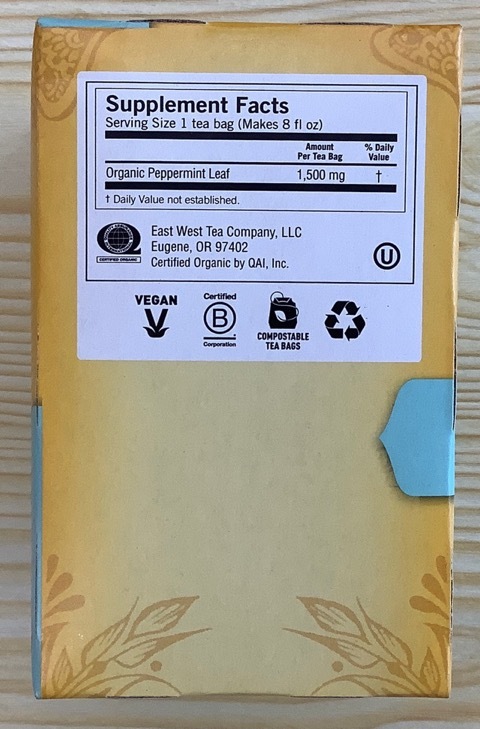 Supplement Facts
Serving Size 1 tea bag (Makes 8 fl oz)
Amount Per Tea Bag
% Daily Value
Organic Peppermint Leaf 1,500 mg †
† Daily Value not established.
East West Tea Company, LLC
Eugene, OR 97402
Certified Organic by QAI, Inc.
CERTIFIED ORGANIC
U
VEGAN
V
Certified
B
Corporation
COMPOSTABLE
TEA BAGS